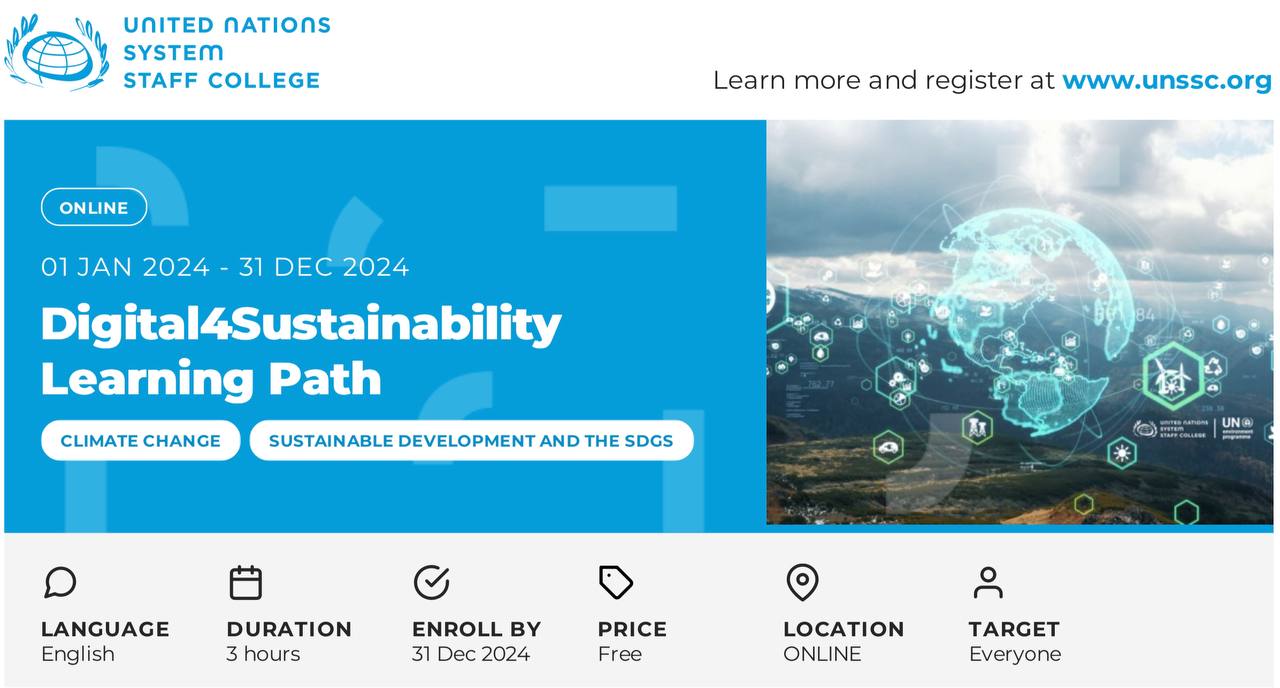 UNITED NATIONS
SYSTEM
STAFF COLLEGE
Learn more and register at www.unssc.org
ONLINE
01 JAN 2024 - 31 DEC 2024
Digital4Sustainability
Learning Path
CLIMATE CHANGE
SUSTAINABLE DEVELOPMENT AND THE SDGS
UNITED NATIONS
SYSTEM
STAFF COLLEGE
UN
environment
programme
LANGUAGE
English
DURATION
3 hours
ENROLL BY
31 Dec 2024
PRICE
Free
LOCATION
ONLINE
TARGET
Everyone